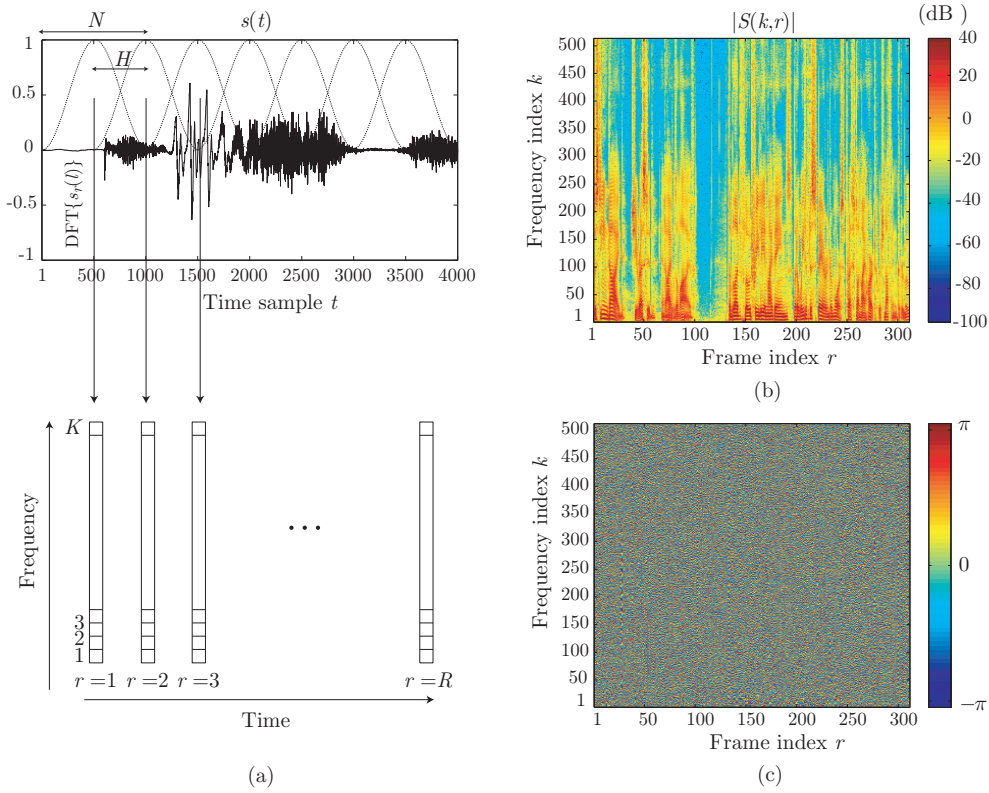 N
s(t)
H
1
0.5
0
-0.5
-1
DFT{s_r(t)}
1 500 1000 1500 2000 2500 3000 3500 4000
Time sample t
K
3
2
1
Frequency
r=1 r=2 r=3 r=R
Time
(a)
|S(k,r)|
(dB )
500
450
400
350
300
250
200
150
100
50
1
Frequency index k
1 50 100 150 200 250 300
Frame index r
40
20
0
-20
-40
-60
-80
-100
(b)
500
450
400
350
300
250
200
150
100
50
1
Frequency index k
1 50 100 150 200 250 300
Frame index r
π
0
−π
(c)